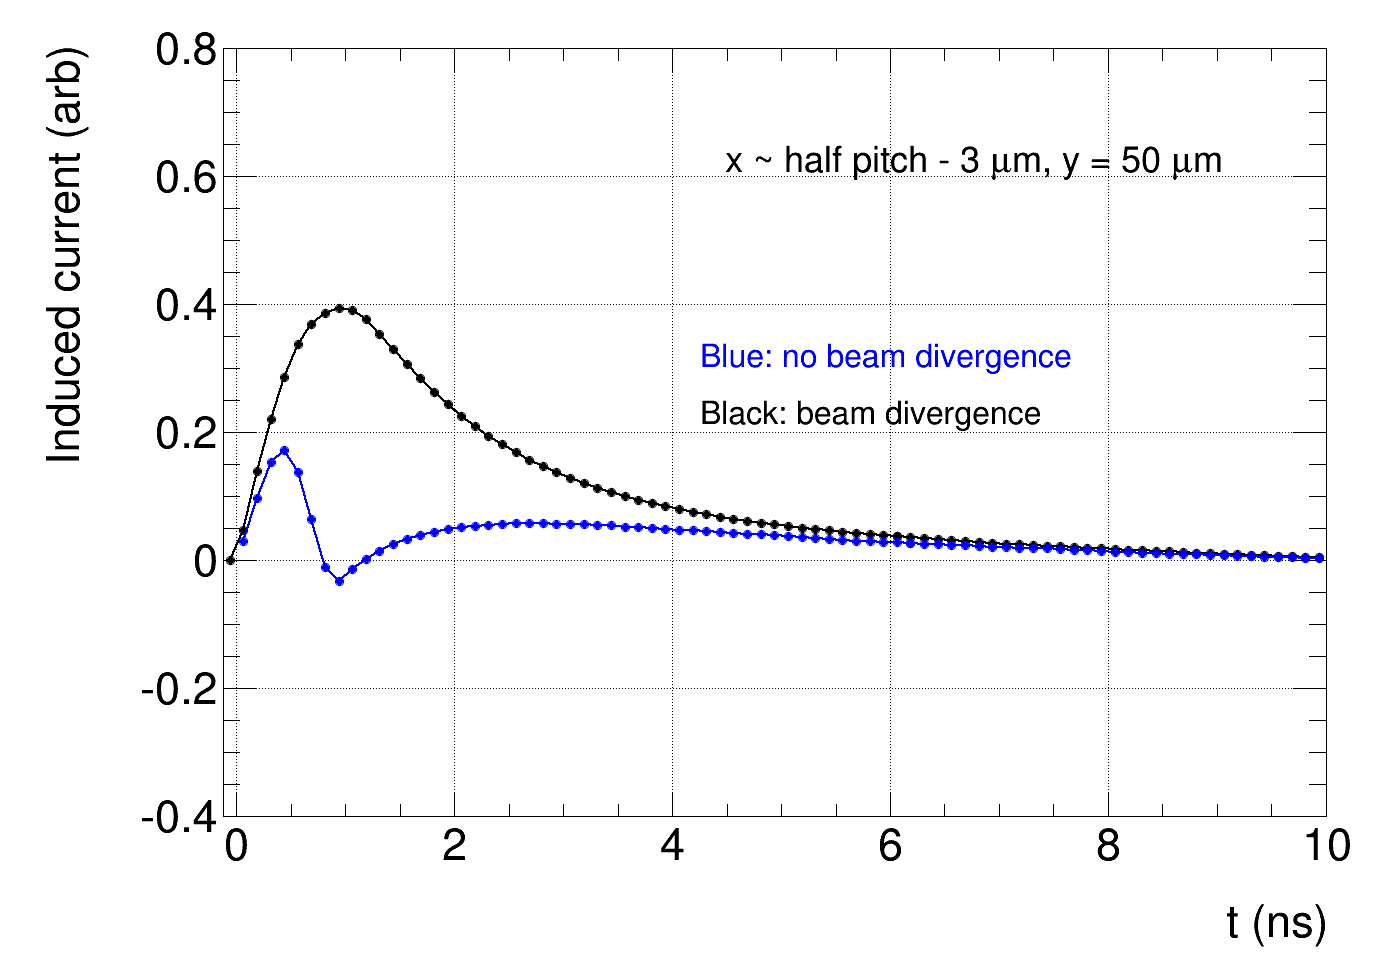 Induced current (arb)
0.8
0.6
0.4
0.2
0
-0.2
-0.4
x ~ half pitch - 3 μm, y = 50 μm
Blue: no beam divergence
Black: beam divergence
0 2 4 6 8 10
t (ns)